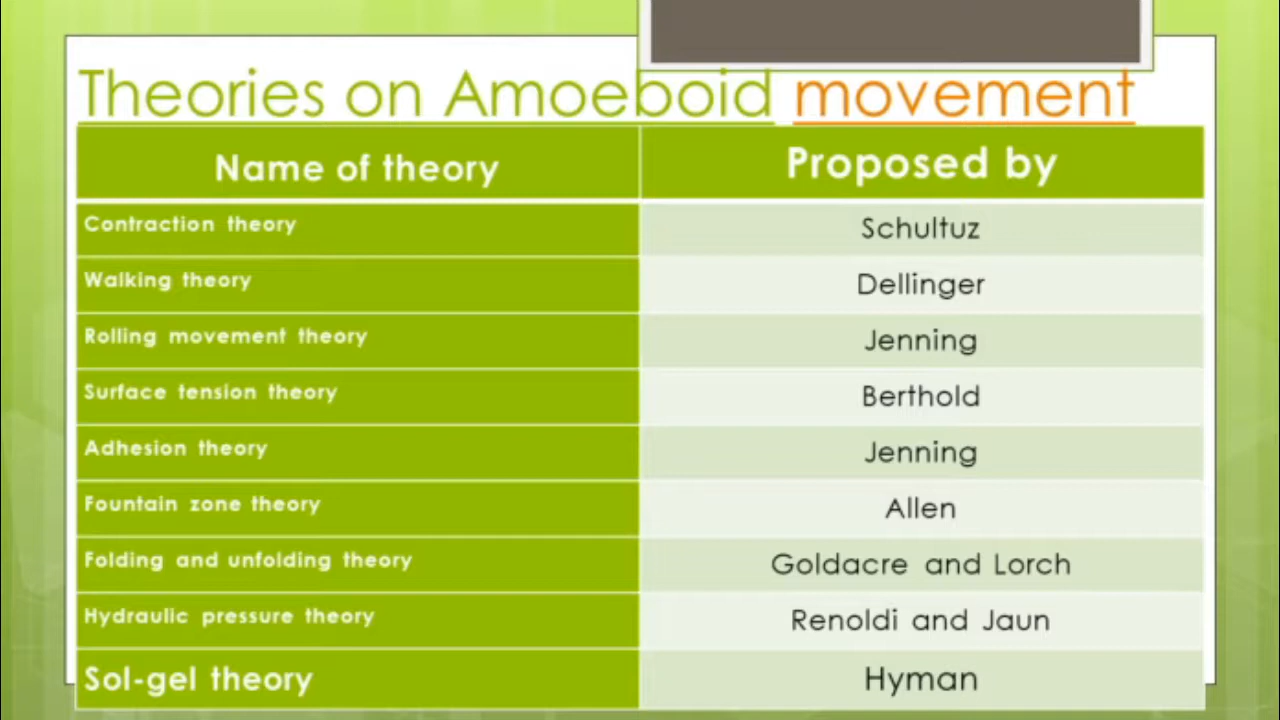 Theories on Amoeboid movement
Name of theory Proposed by
Contraction theory Schultuz
Walking theory Dellinger
Rolling movement theory Jenning
Surface tension theory Berthold
Adhesion theory Jenning
Fountain zone theory Allen
Folding and unfolding theory Goldacre and Lorch
Hydraulic pressure theory Renoldi and Jaun
Sol-gel theory Hyman